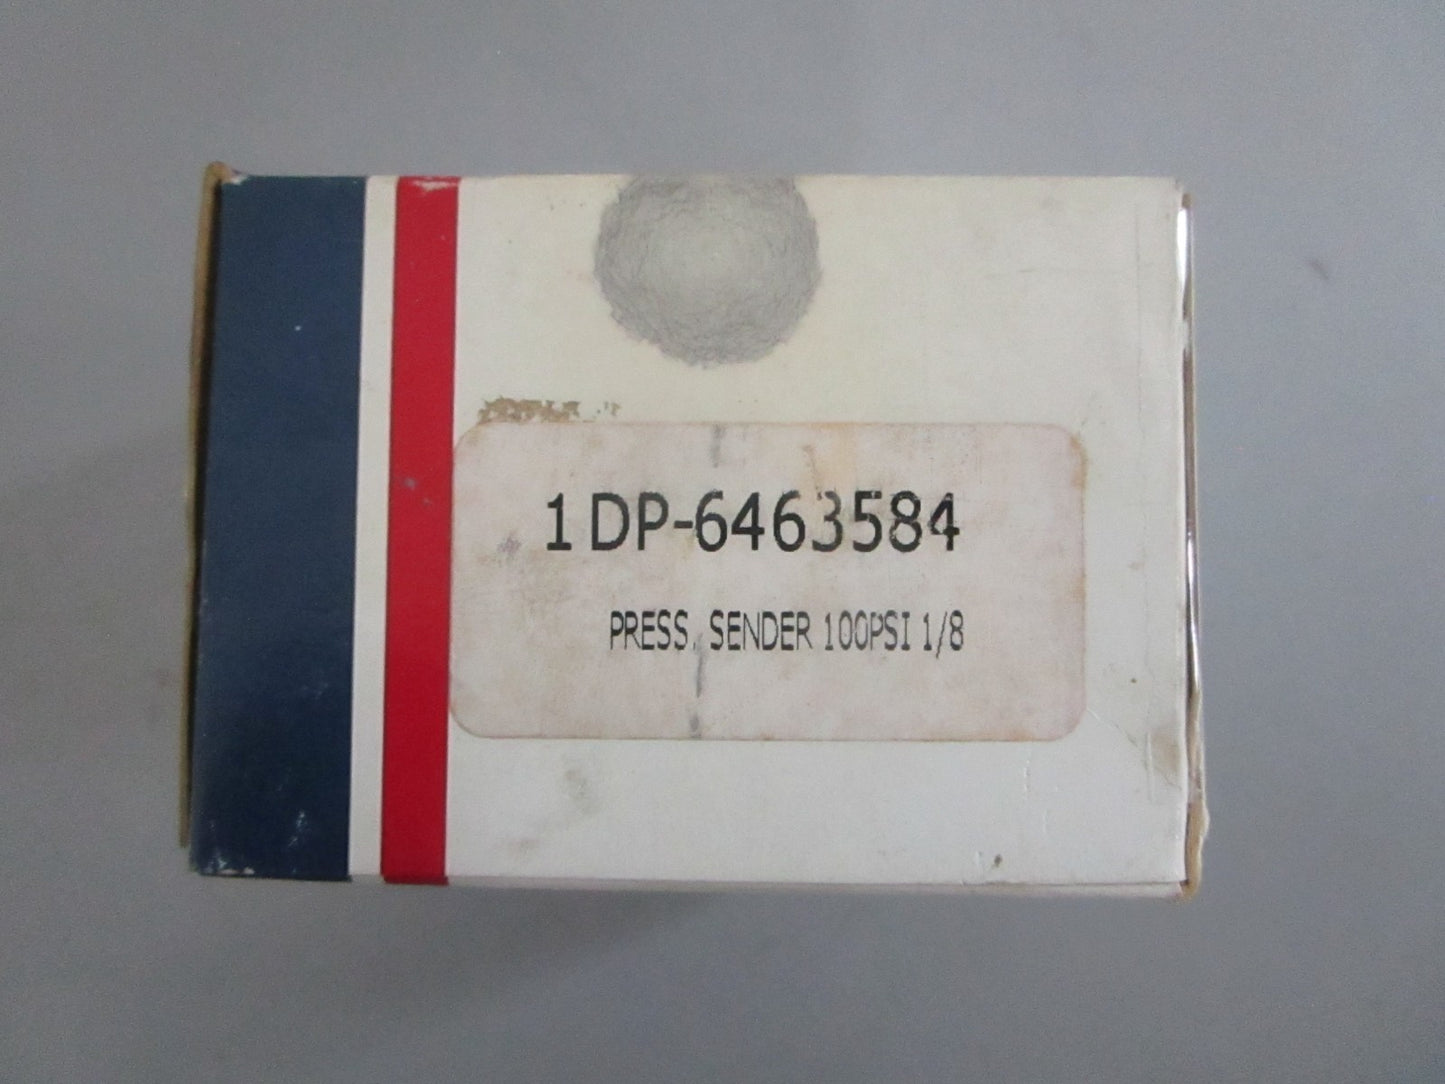 1DP-6463584
PRESS. SENDER 100PSI 1/8